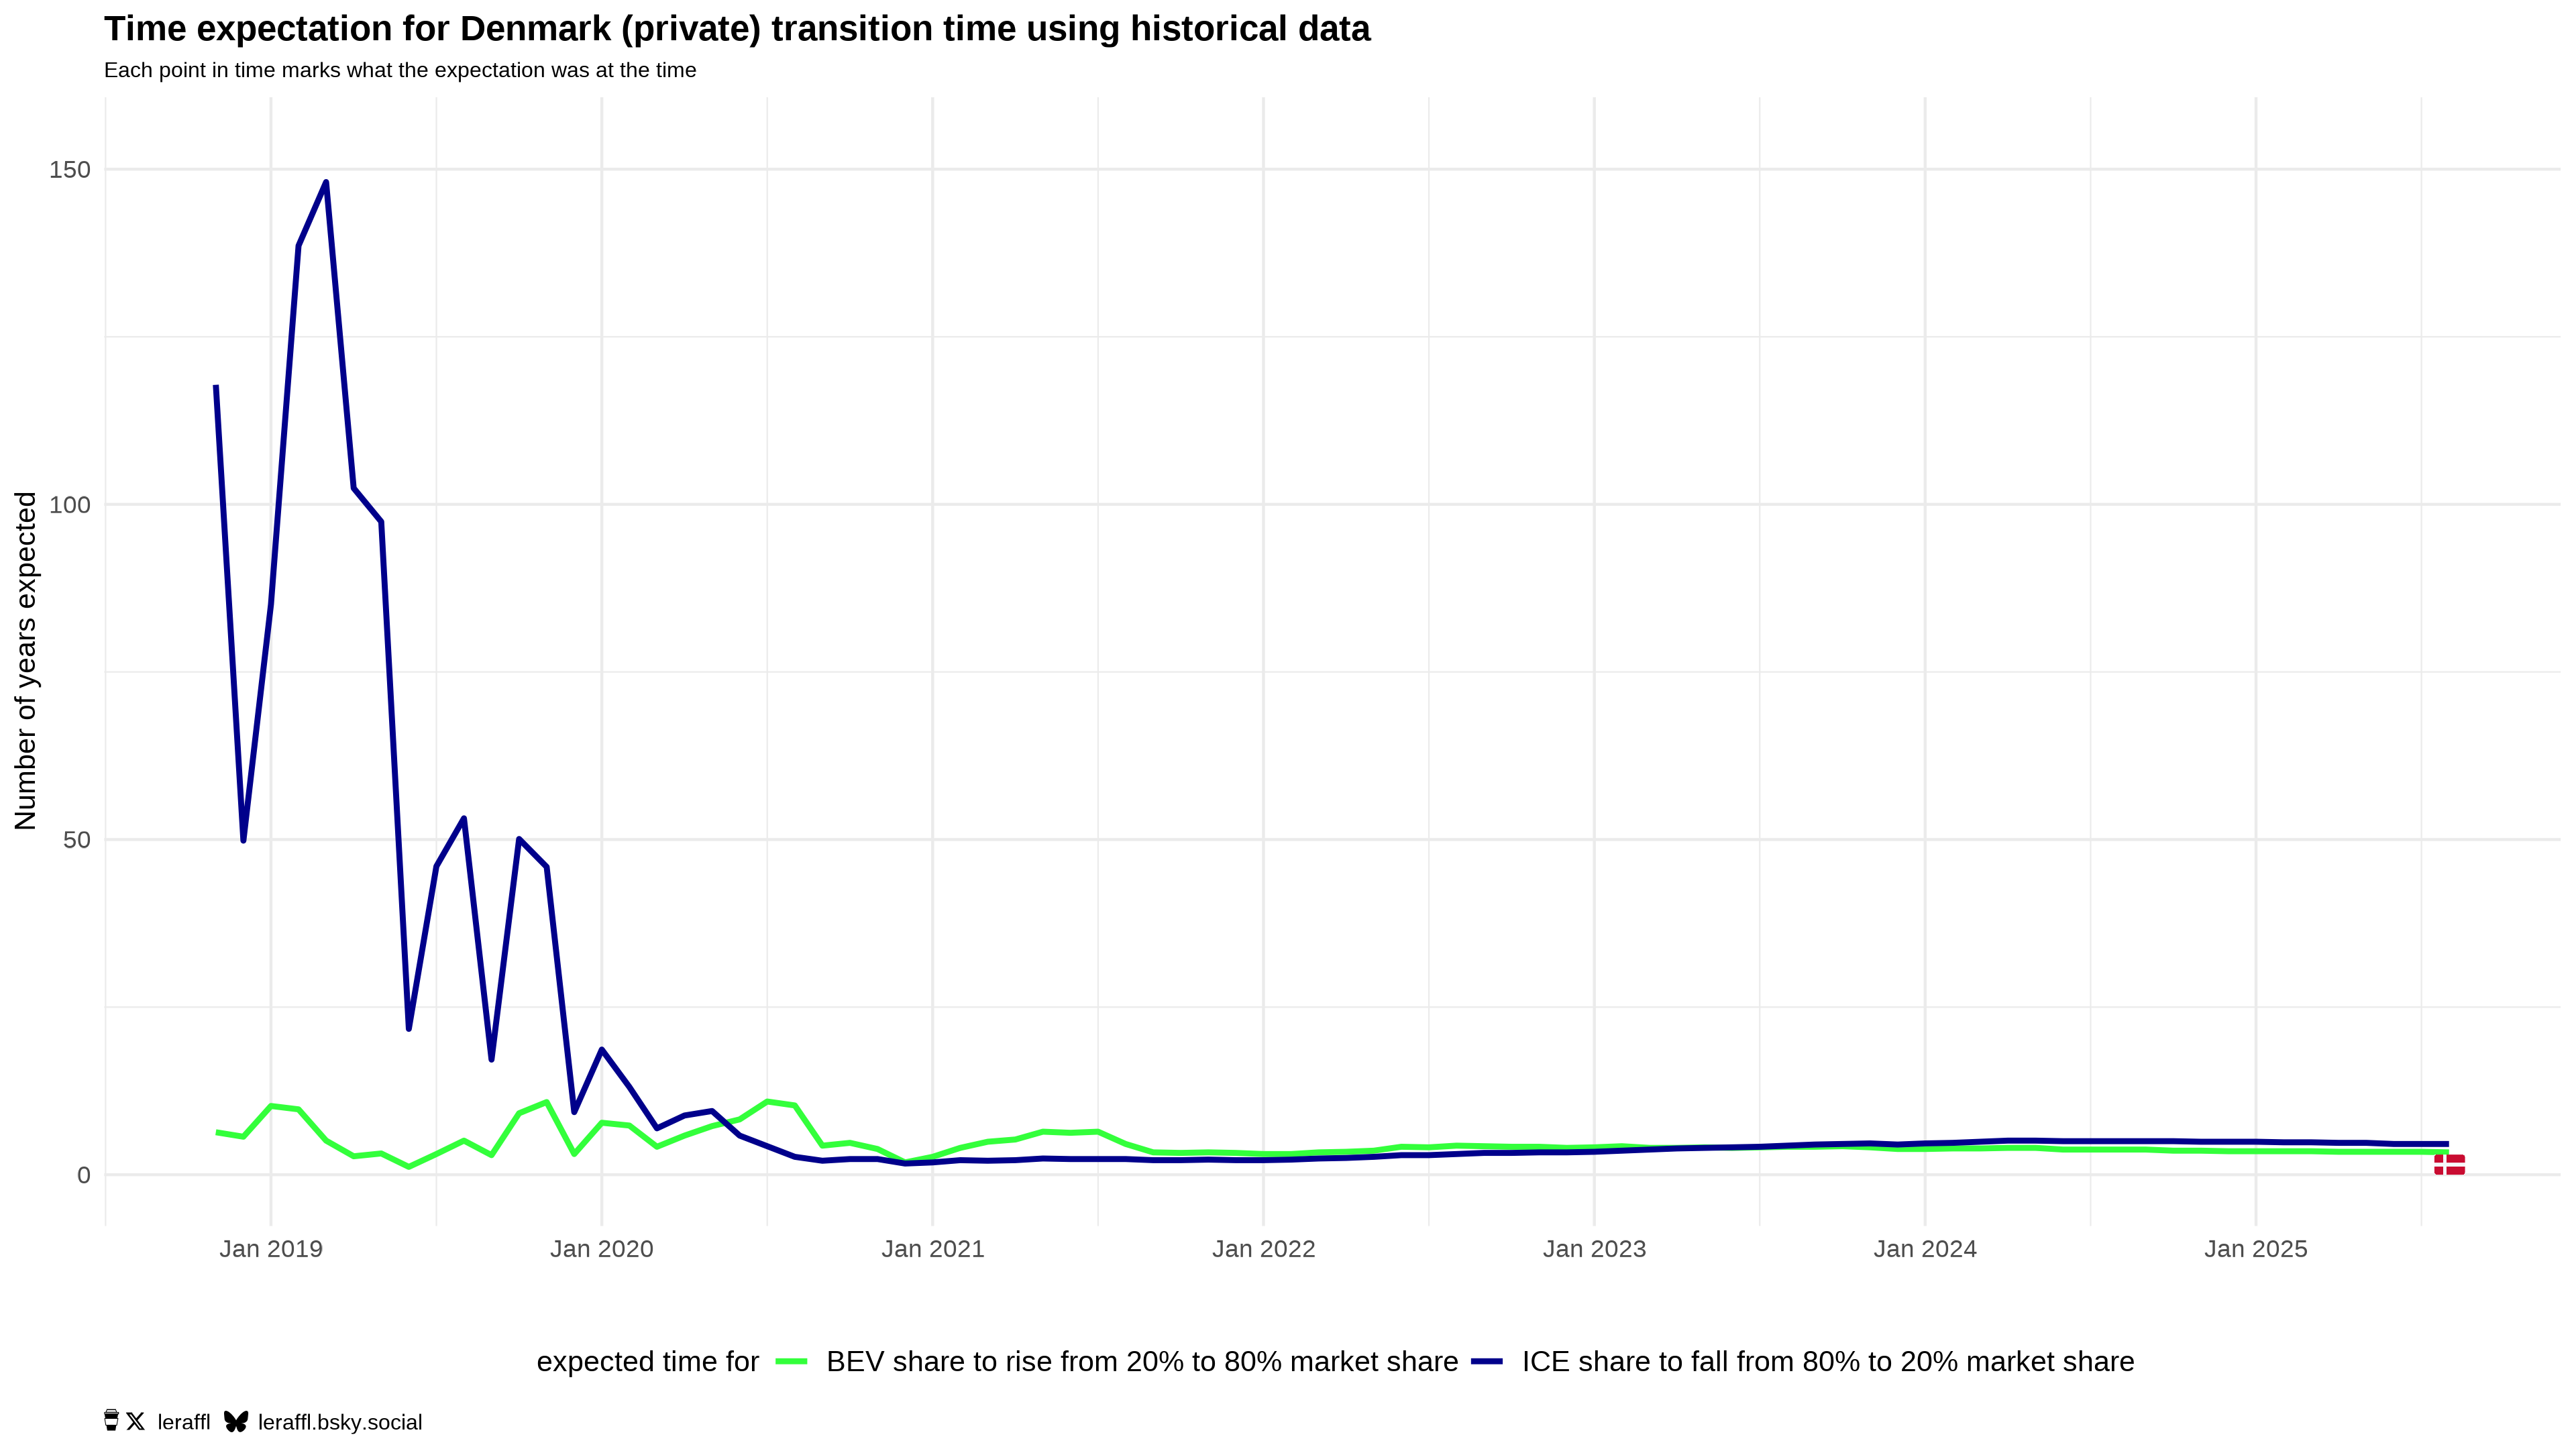 Time expectation for Denmark (private) transition time using historical data
Each point in time marks what the expectation was at the time
Number of years expected
150
100
50
0
Jan 2019 Jan 2020 Jan 2021 Jan 2022 Jan 2023 Jan 2024 Jan 2025
expected time for BEV share to rise from 20% to 80% market share ICE share to fall from 80% to 20% market share
leraffl leraffl.bsky.social